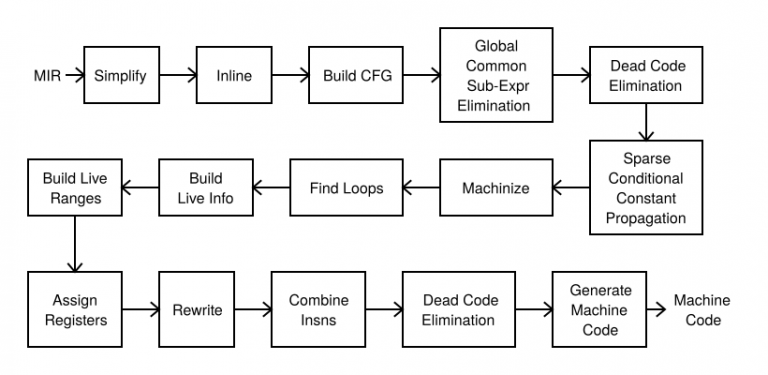 MIR
Simplify
Inline
Build CFG
Global
Common
Sub-Expr
Elimination
Dead Code
Elimination
Sparse
Conditional
Constant
Propagation
Machinize
Find Loops
Build
Live Info
Build Live
Ranges
Assign
Registers
Rewrite
Combine
Insns
Dead Code
Elimination
Generate
Machine
Code
Machine
Code